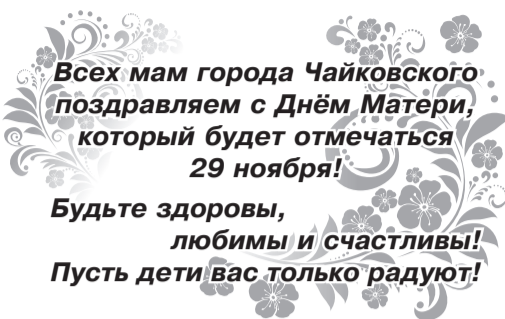 Всех мам города Чайковского
поздравляем с Днём Матери,
который будет отмечаться
29 ноября!
Будьте здоровы,
любимы и счастливы!
Пусть дети вас только радуют!